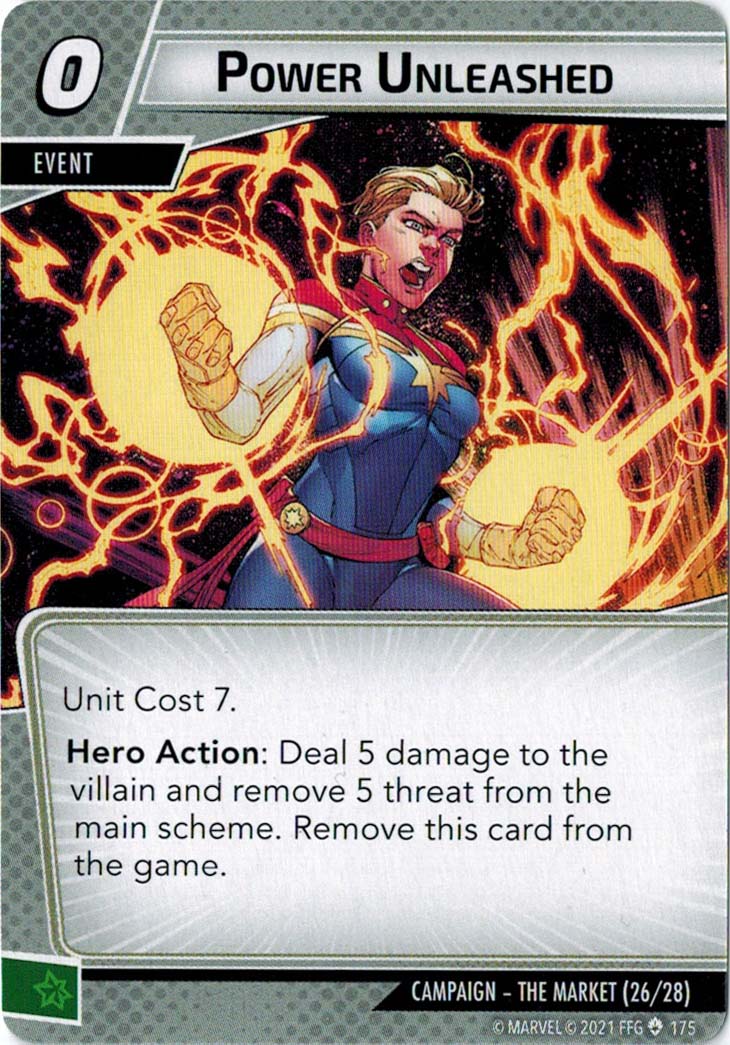 0
POWER UNLEASHED
EVENT
Unit Cost 7.
Hero Action: Deal 5 damage to the
villain and remove 5 threat from the
main scheme. Remove this card from
the game.
CAMPAIGN – THE MARKET (26/28)
© MARVEL © 2021 FFG 175